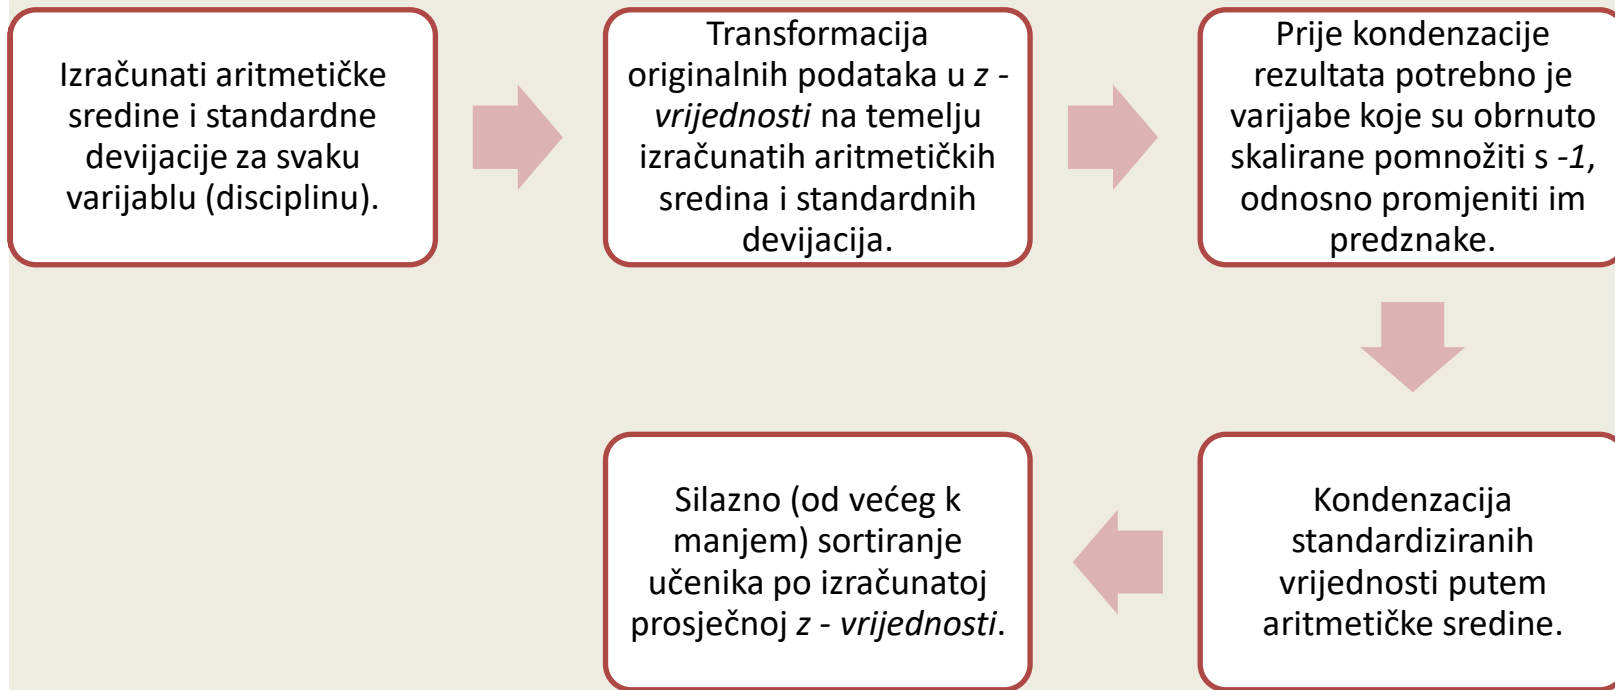 Izračunati aritmetičke
sredine i standardne
devijacije za svaku
varijablu (disciplinu).
Transformacija
originalnih podataka u z -
vrijednosti na temelju
izračunatih aritmetičkih
sredina i standardnih
devijacija.
Prije kondenzacije
rezultata potrebno je
varijabe koje su obrnuto
skalirane pomnožiti s -1,
odnosno promjeniti im
predznake.
Kondenzacija
standardiziranih
vrijednosti putem
aritmetičke sredine.
Silazno (od većeg k
manjem) sortiranje
učenika po izračunatoj
prosječnoj z - vrijednosti.